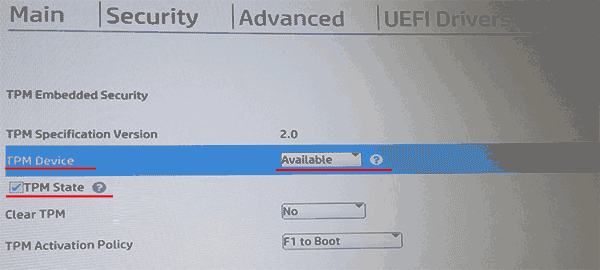 Main Security Advanced UEFI Drivers
TPM Embedded Security
TPM Specification Version 2.0
TPM Device Available ?
TPM State ?
Clear TPM No
TPM Activation Policy F1 to Boot